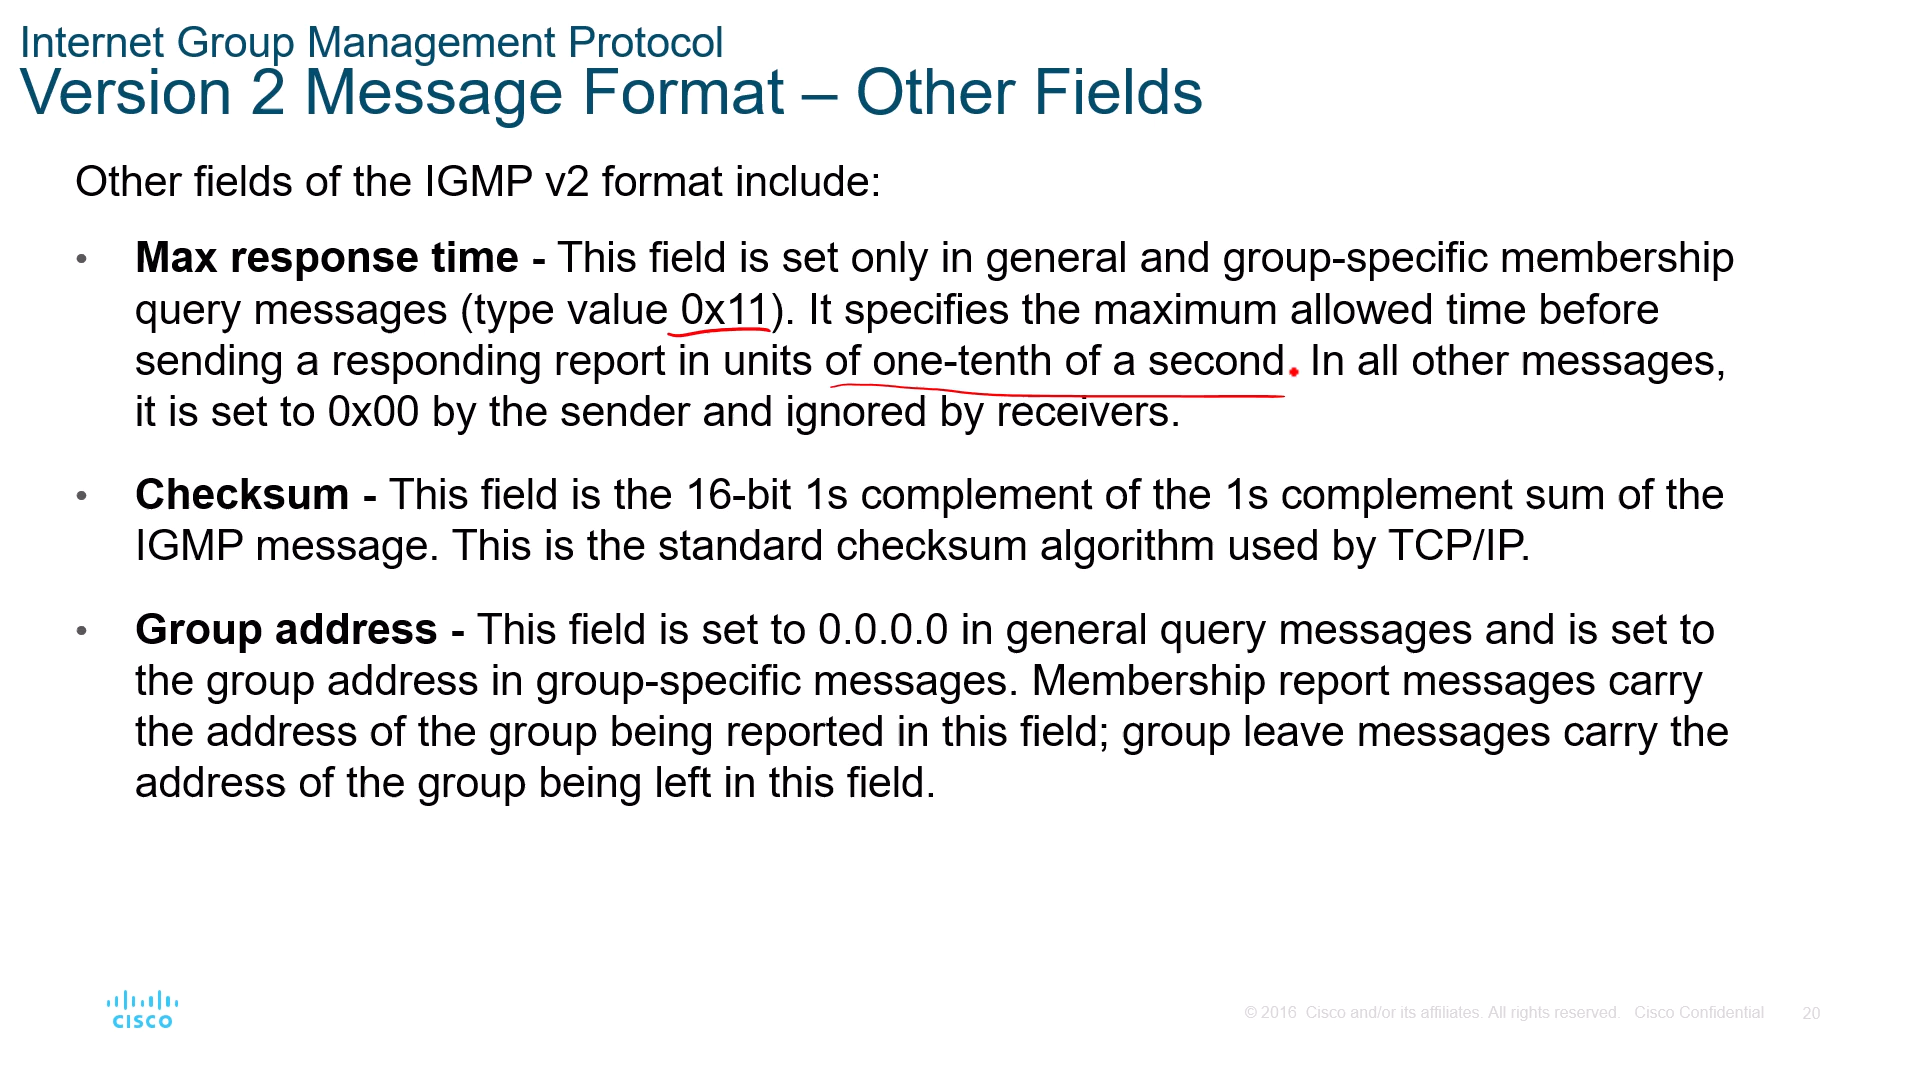 Internet Group Management Protocol
Version 2 Message Format – Other Fields
Other fields of the IGMP v2 format include:
• Max response time - This field is set only in general and group-specific membership
query messages (type value 0x11). It specifies the maximum allowed time before
sending a responding report in units of one-tenth of a second. In all other messages,
it is set to 0x00 by the sender and ignored by receivers.
• Checksum - This field is the 16-bit 1s complement of the 1s complement sum of the
IGMP message. This is the standard checksum algorithm used by TCP/IP.
• Group address - This field is set to 0.0.0.0 in general query messages and is set to
the group address in group-specific messages. Membership report messages carry
the address of the group being reported in this field; group leave messages carry the
address of the group being left in this field.
CISCO
© 2016 Cisco and/or its affiliates. All rights reserved. Cisco Confidential 20